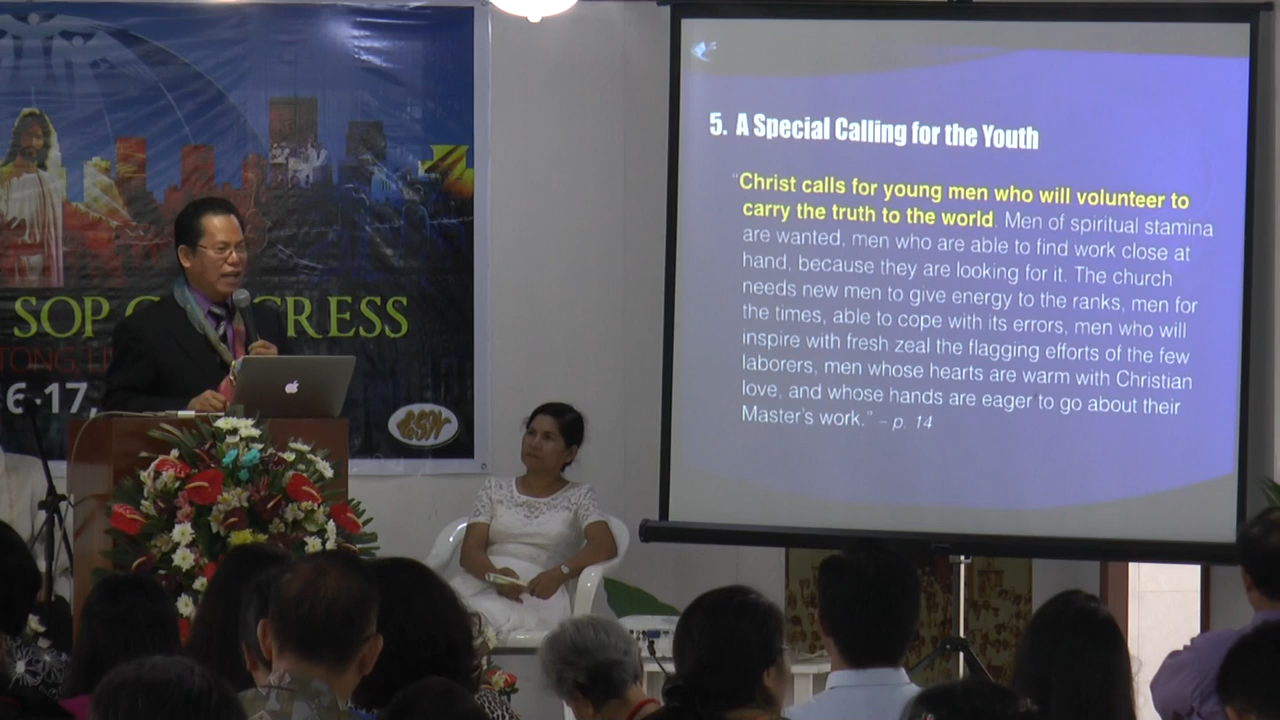 SOP
RESS
TONG,
6-17,
5. A Special Calling for the Youth
“Christ calls for young men who will volunteer to
carry the truth to the world. Men of spiritual stamina
are wanted, men who are able to find work close at
hand, because they are looking for it. The church
needs new men to give energy to the ranks, men for
the times, able to cope with its errors, men who will
inspire with fresh zeal the flagging efforts of the few
laborers, men whose hearts are warm with Christian
love, and whose hands are eager to go about their
Master's work.” – p. 14